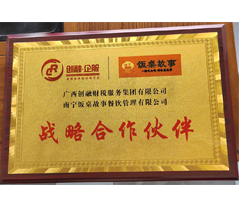 创融·企服
饭桌故事
广西创融财税服务集团有限公司
南宁饭桌故事餐饮管理有限公司
战略合作伙伴